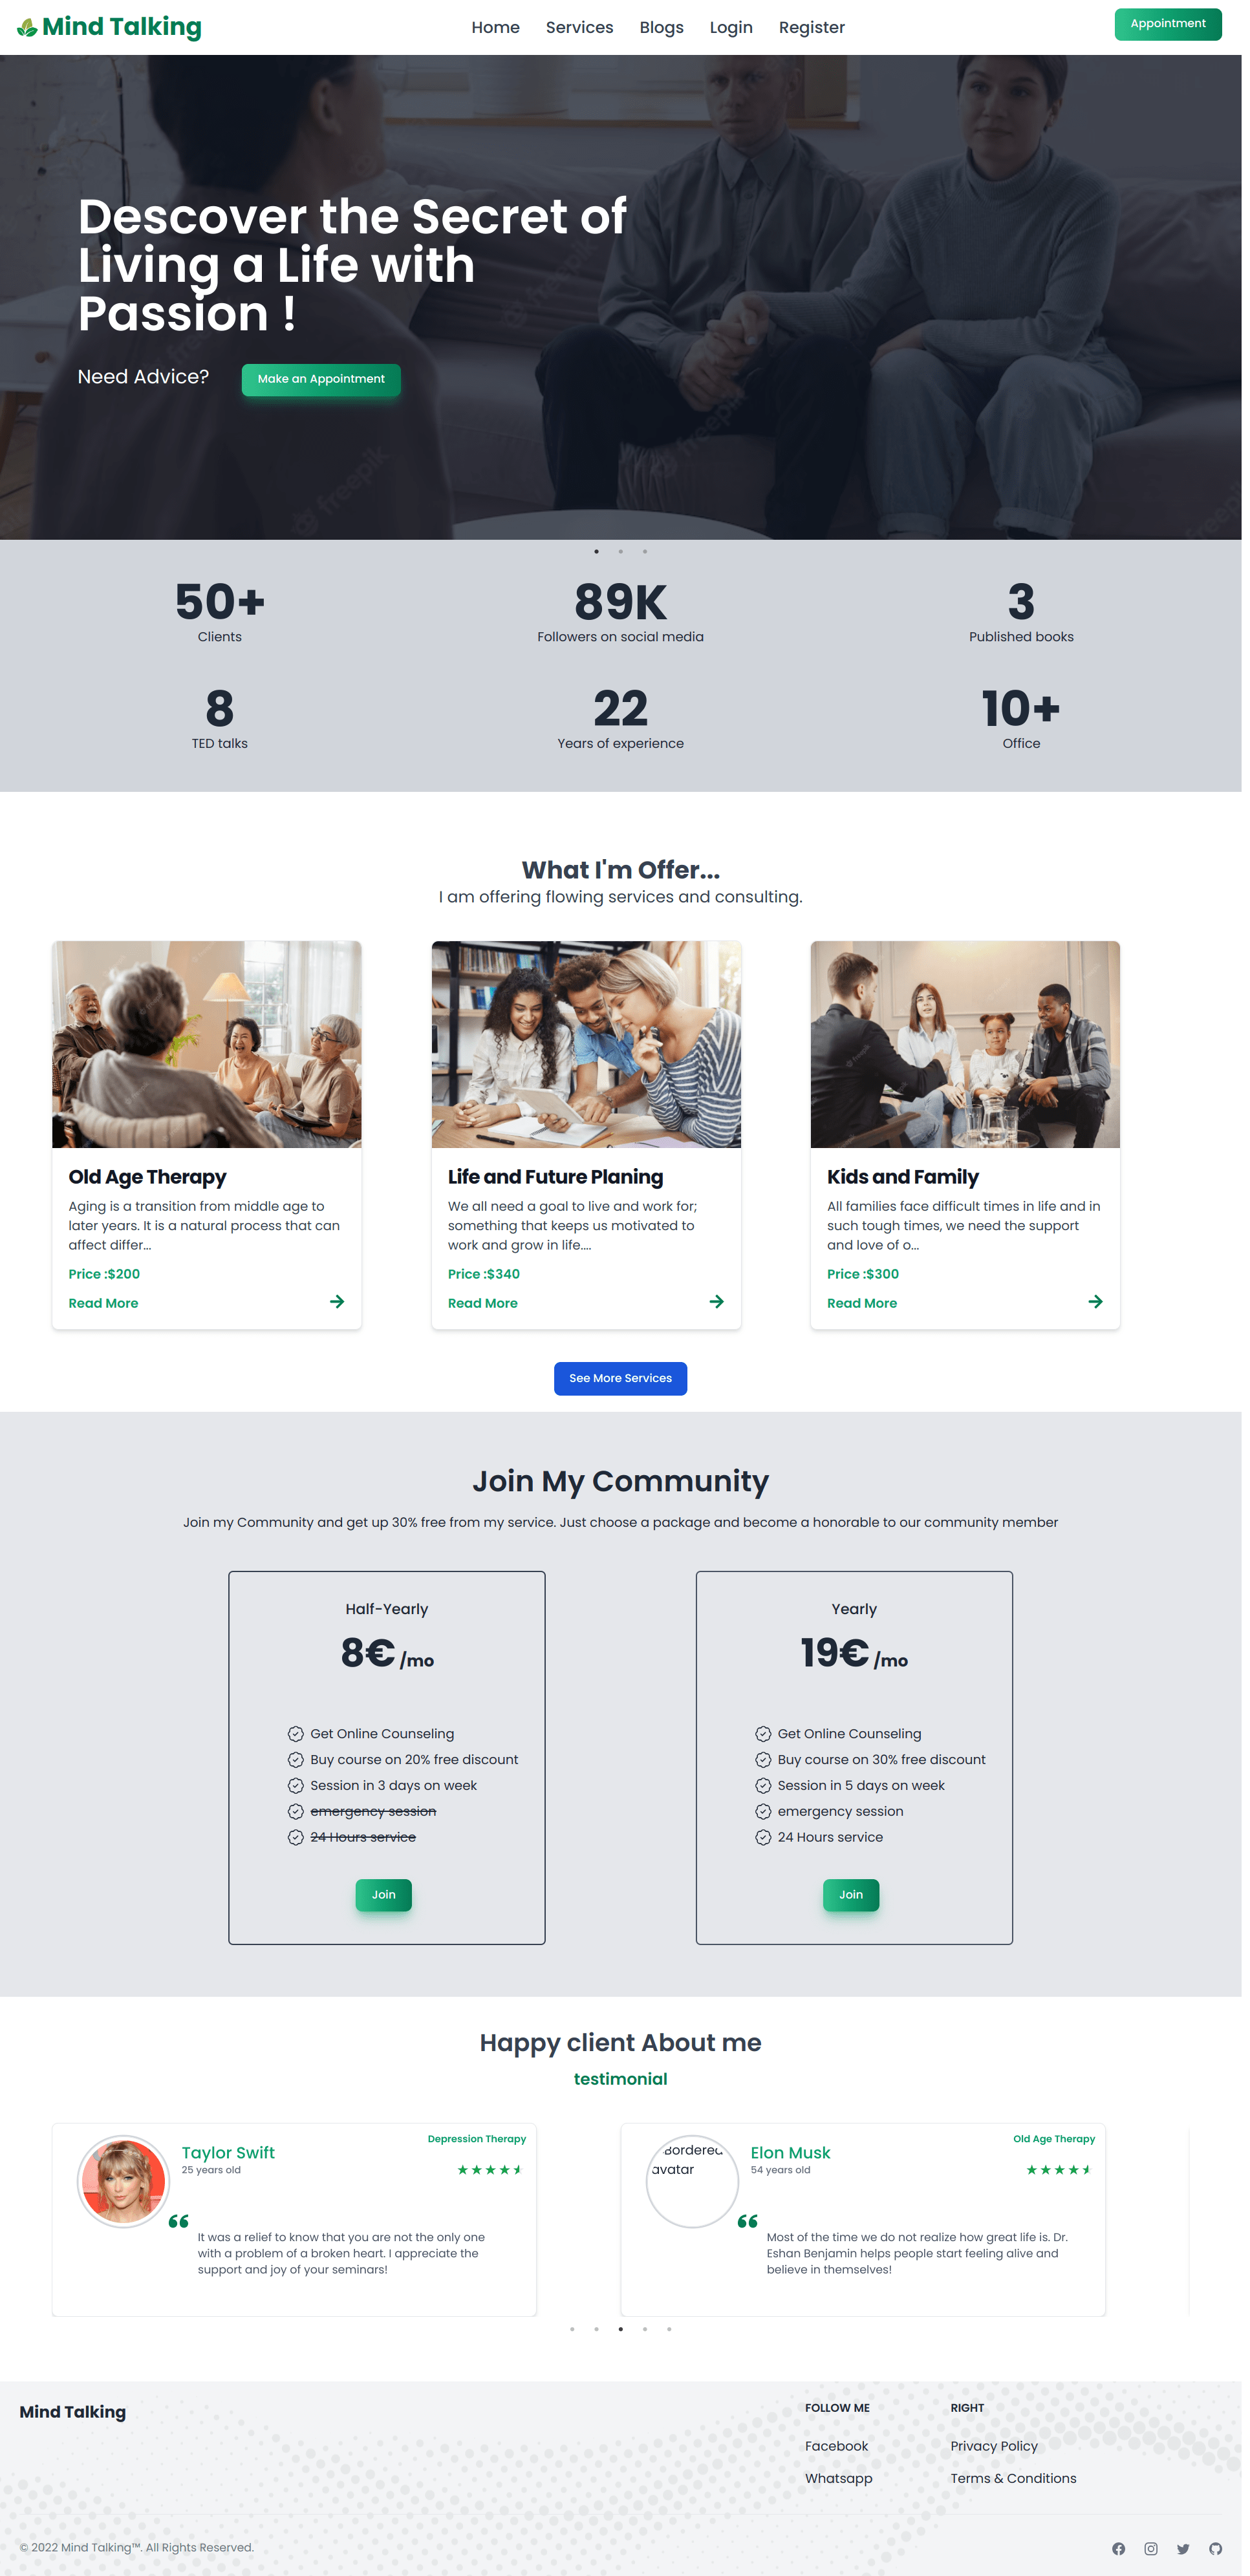 Mind Talking
Home Services Blogs Login Register
Appointment
Descover the Secret of
Living a Life with
Passion !
Need Advice?
Make an Appointment
freepik
freepik
freepik
50+
Clients
89K
Followers on social media
3
Published books
8
TED talks
22
Years of experience
10+
Office
What I'm Offer...
I am offering flowing services and consulting.
Old Age Therapy
Aging is a transition from middle age to
later years. It is a natural process that can
affect differ...
Price :$200
Read More
Life and Future Planing
We all need a goal to live and work for;
something that keeps us motivated to
work and grow in life....
Price :$340
Read More
Kids and Family
All families face difficult times in life and in
such tough times, we need the support
and love of o...
Price :$300
Read More
See More Services
Join My Community
Join my Community and get up 30% free from my service. Just choose a package and become a honorable to our community member
Half-Yearly
8€ /mo
Get Online Counseling
Buy course on 20% free discount
Session in 3 days on week
emergency session
24 Hours service
Join
Yearly
19€ /mo
Get Online Counseling
Buy course on 30% free discount
Session in 5 days on week
emergency session
24 Hours service
Join
Happy client About me
testimonial
Depression Therapy
Taylor Swift
25 years old
It was a relief to know that you are not the only one
with a problem of a broken heart. I appreciate the
support and joy of your seminars!
Old Age Therapy
Bordered
avatar
Elon Musk
54 years old
Most of the time we do not realize how great life is. Dr.
Eshan Benjamin helps people start feeling alive and
believe in themselves!
Mind Talking
FOLLOW ME
Facebook
Whatsapp
RIGHT
Privacy Policy
Terms & Conditions
© 2022 Mind Talking™. All Rights Reserved.